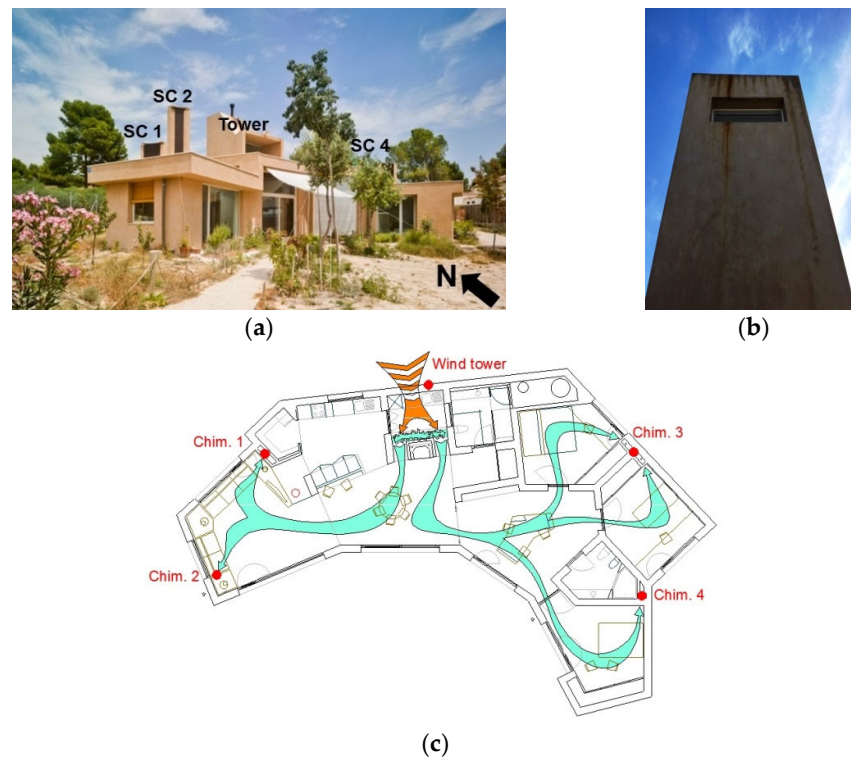 SC 2
SC 1
Tower
SC 4
N
(a)
(b)
Wind tower
Chim. 1
Chim. 3
Chim. 2
Chim. 4
(c)